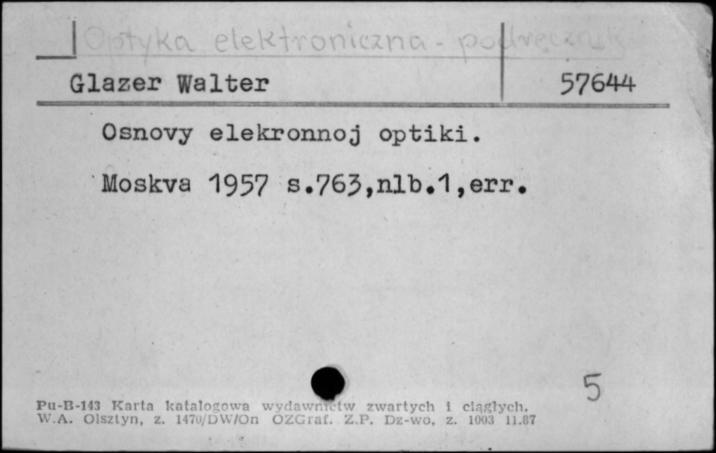 Optyka elektroniczna - podręcznik
Glazer Walter 57644
Osnovy elekronnoj optiki.
Moskva 1957 s.763,nlb.1,err.
5
Pu-B-143 Karta katalogowa wydawnictw zwartych i ciągłych.
W.A. Olsztyn, z. 1470/DW/On OZGraf. Z.P. Dz-wo, z. 1003 11.87